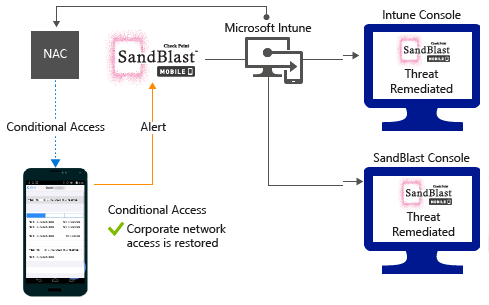 Microsoft Intune
Intune Console
NAC
Check Point
SandBlast
MOBILE
Check Point
SandBlast
MOBILE
Threat
Remediated
Conditional Access
Alert
SandBlast Console
Check Point
SandBlast
MOBILE
Threat
Remediated
Conditional Access
Corporate network
access is restored